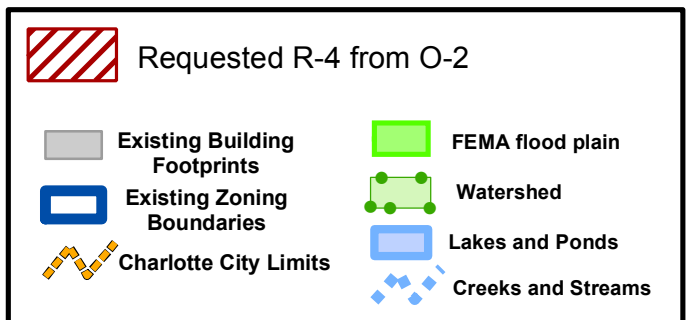 Requested R-4 from O-2
Existing Building
Footprints
Existing Zoning
Boundaries
Charlotte City Limits
FEMA flood plain
Watershed
Lakes and Ponds
Creeks and Streams